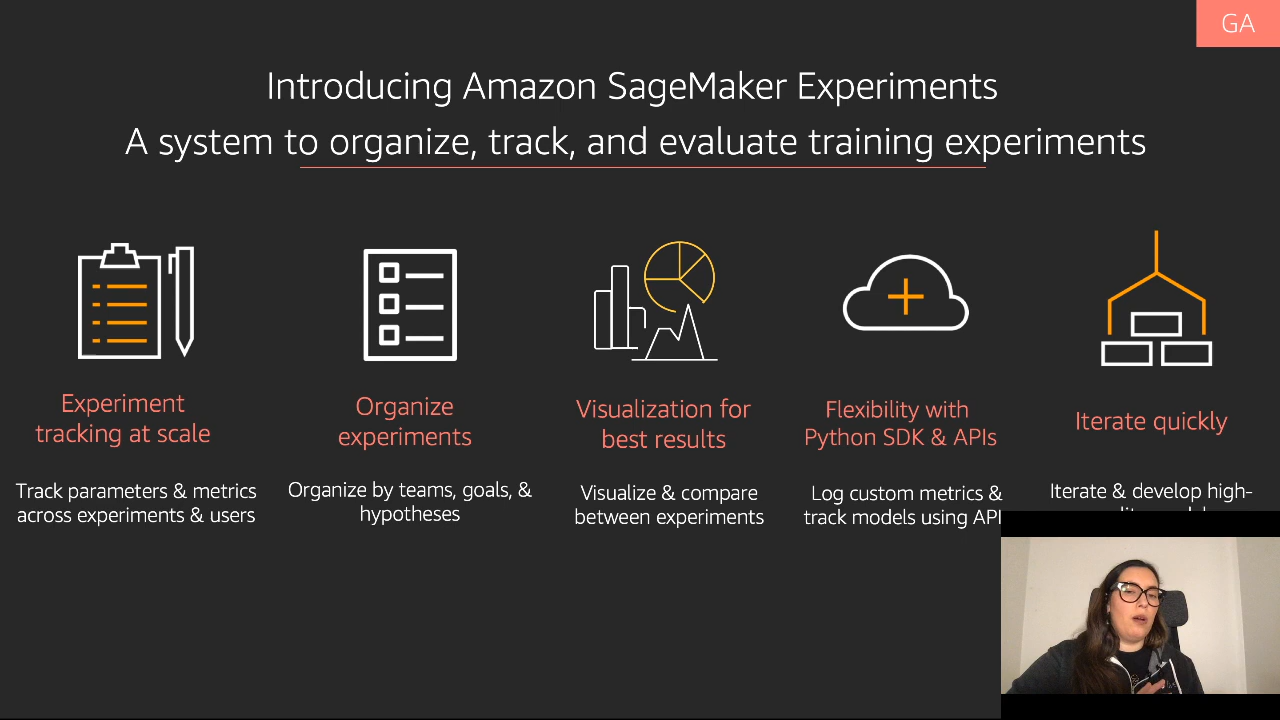 GA
Introducing Amazon SageMaker Experiments
A system to organize, track, and evaluate training experiments
Experiment
tracking at scale
Track parameters & metrics
across experiments & users
Organize
experiments
Organize by teams, goals, &
hypotheses
Visualization for
best results
Visualize & compare
between experiments
Flexibility with
Python SDK & APIs
Log custom metrics &
track models using API
Iterate quickly
Iterate & develop high-